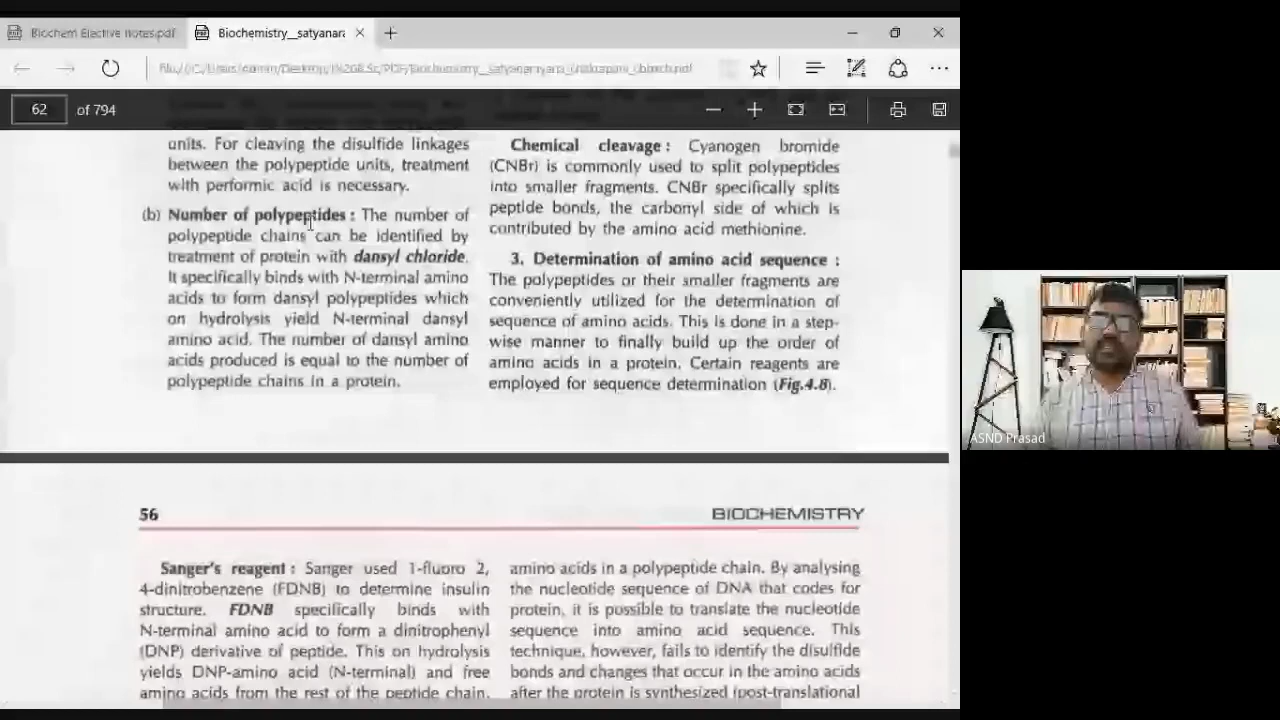 Biochem Elective notes.pdf
Biochemistry__satyanara
62 of 794
units. For cleaving the disulfide linkages
between the polypeptide units, treatment
with performic acid is necessary.
(b) Number of polypeptides : The number of
polypeptide chains can be identified by
treatment of protein with dansyl chloride.
It specifically binds with N-terminal amino
acids to form dansyl polypeptides which
on hydrolysis yield N-terminal dansyl
amino acid. The number of dansyl amino
acids produced is equal to the number of
polypeptide chains in a protein.
Chemical cleavage : Cyanogen bromide
(CNBr) is commonly used to split polypeptides
into smaller fragments. CNBr specifically splits
peptide bonds, the carbonyl side of which is
contributed by the amino acid methionine.
3. Determination of amino acid sequence :
The polypeptides or their smaller fragments are
conveniently utilized for the determination of
sequence of amino acids. This is done in a step-
wise manner to finally build up the order of
amino acids in a protein. Certain reagents are
employed for sequence determination (Fig.4.8).
ASND Prasad
56
BIOCHEMISTRY
Sanger's reagent : Sanger used 1-fluoro 2,
4-dinitrobenzene (FDNB) to determine insulin
structure. FDNB specifically binds with
N-terminal amino acid to form a dinitrophenyl
(DNP) derivative of peptide. This on hydrolysis
yields DNP-amino acid (N-terminal) and free
amino acids from the rest of the peptide chain.
amino acids in a polypeptide chain. By analysing
the nucleotide sequence of DNA that codes for
protein, it is possible to translate the nucleotide
sequence into amino acid sequence. This
technique, however, fails to identify the disulfide
bonds and changes that occur in the amino acids
after the protein is synthesized (post-translational